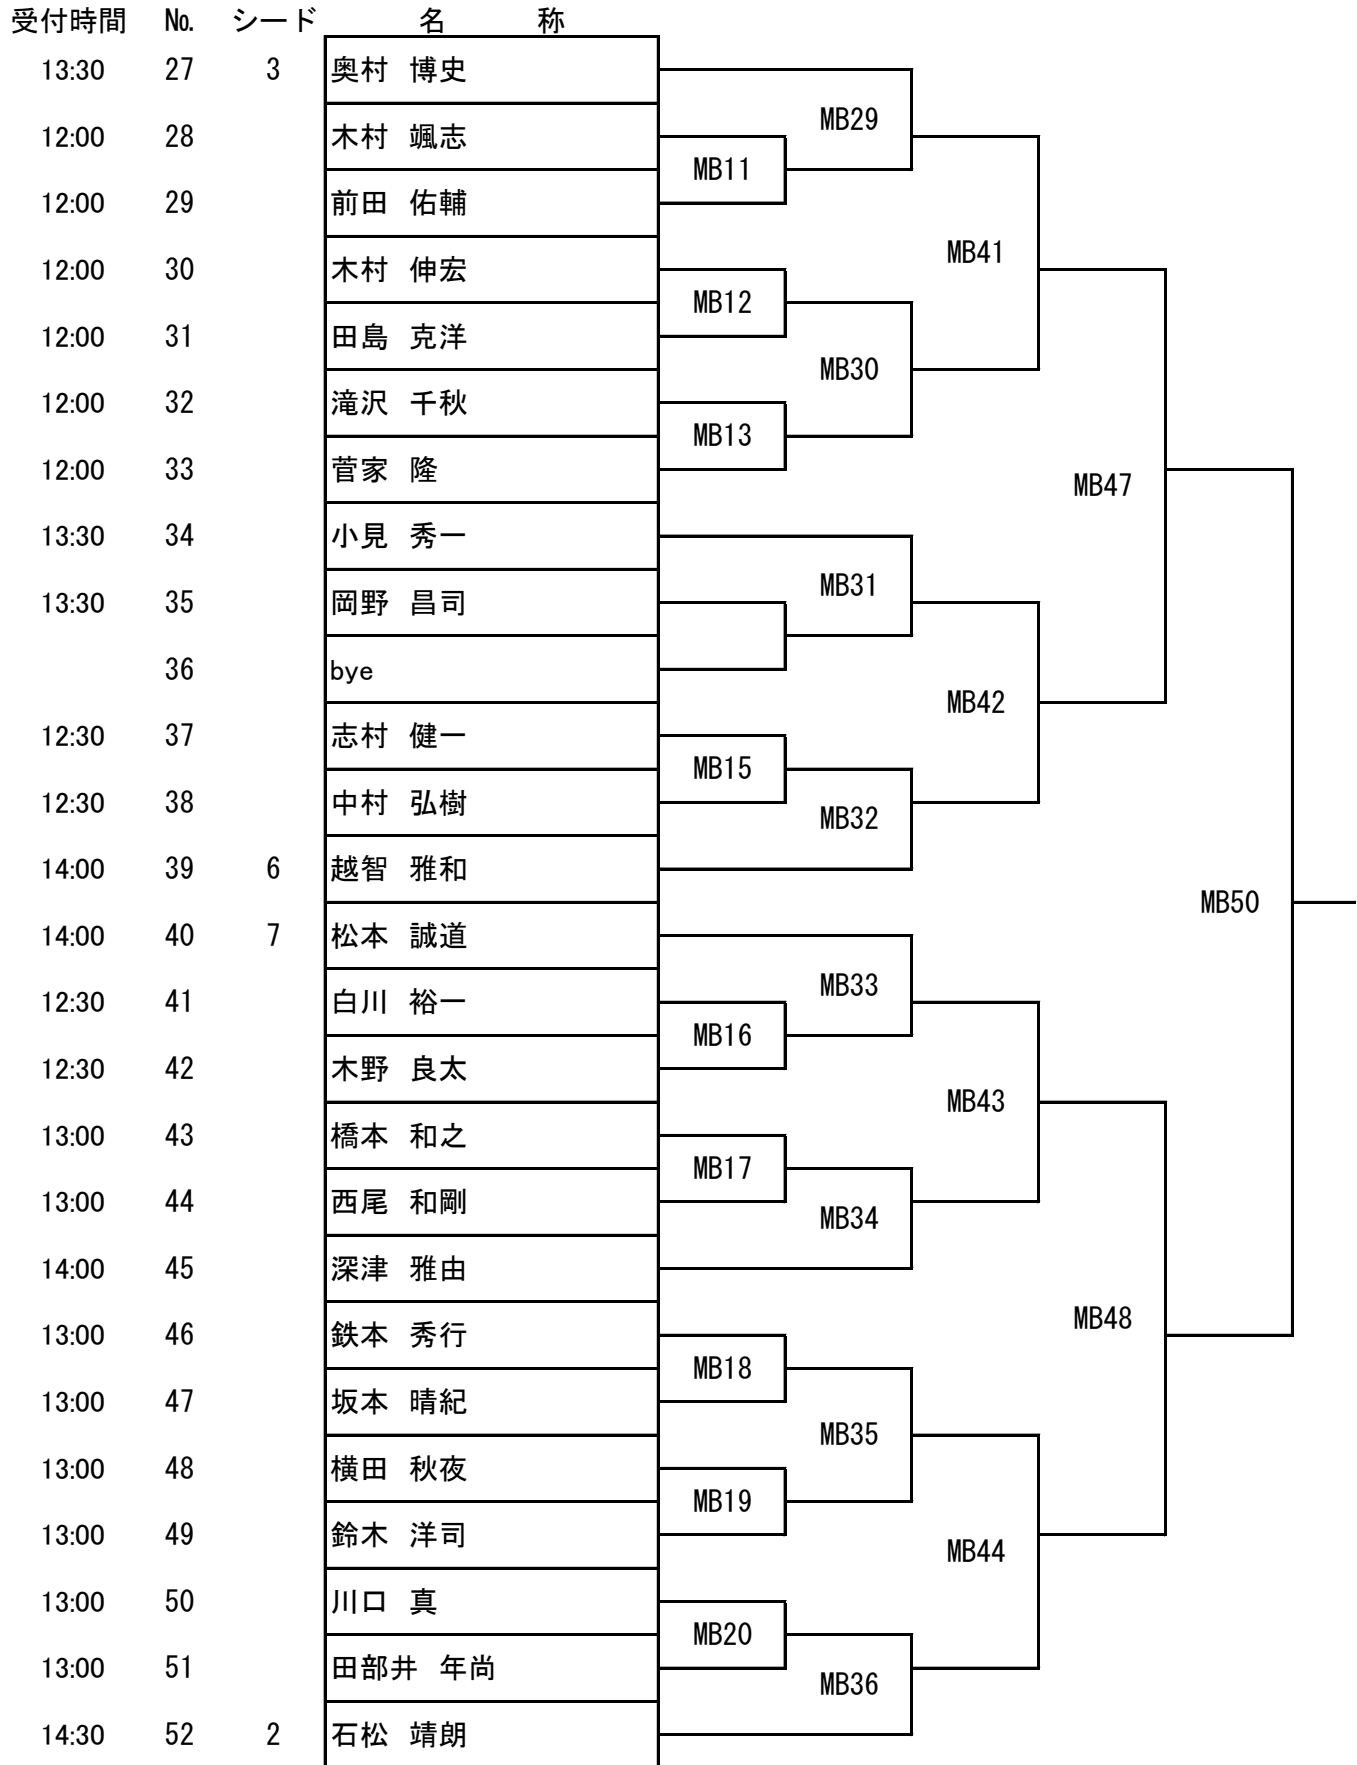 受付時間 No. シード 名 称
13:30 27 3 奥村 博史
MB29
12:00 28 木村 颯志
MB11
12:00 29 前田 佑輔
MB41
12:00 30 木村 伸宏
MB12
12:00 31 田島 克洋
MB30
12:00 32 滝沢 千秋
MB13
12:00 33 菅家 隆
MB47
13:30 34 小見 秀一
MB31
13:30 35 岡野 昌司
36 bye
MB42
12:30 37 志村 健一
MB15
12:30 38 中村 弘樹
MB32
14:00 39 6 越智 雅和
MB50
14:00 40 7 松本 誠道
MB33
12:30 41 白川 裕一
MB16
12:30 42 木野 良太
MB43
13:00 43 橋本 和之
MB17
13:00 44 西尾 和剛
MB34
14:00 45 深津 雅由
MB48
13:00 46 鉄本 秀行
MB18
13:00 47 坂本 晴紀
MB35
13:00 48 横田 秋夜
MB19
13:00 49 鈴木 洋司
MB44
13:00 50 川口 真
MB20
13:00 51 田部井 年尚
MB36
14:30 52 2 石松 靖朗